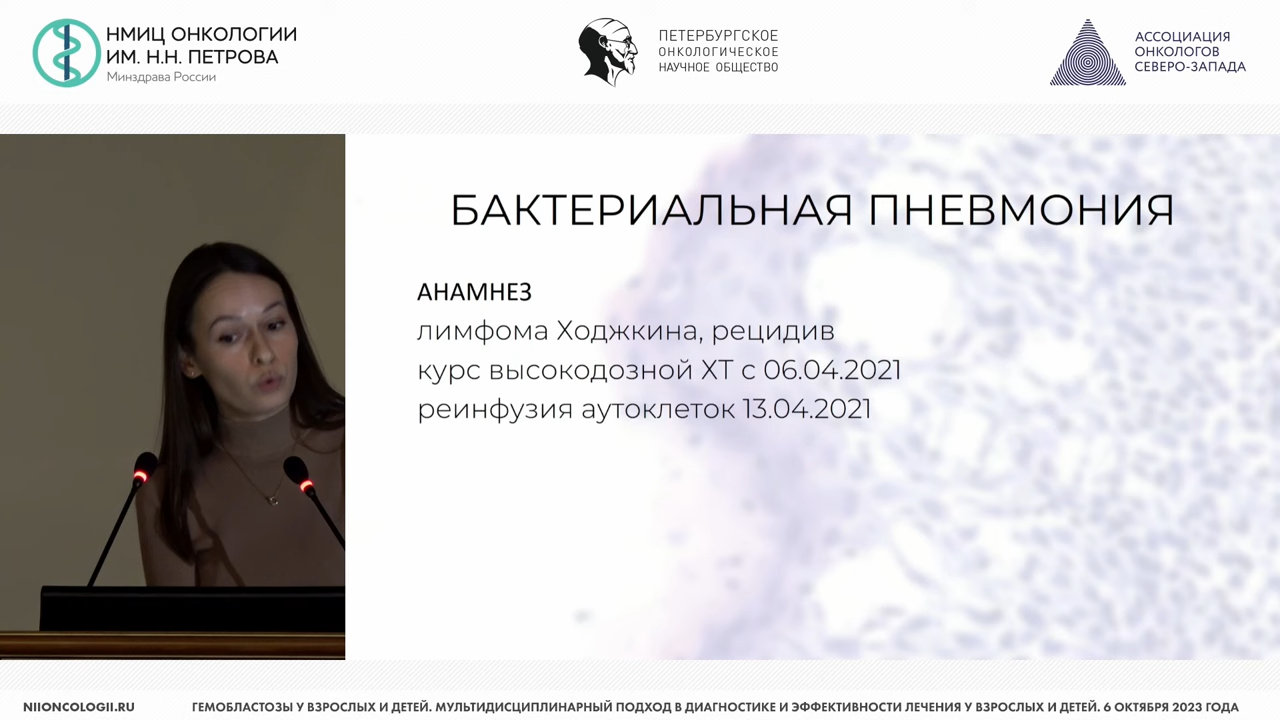 НМИЦ ОНКОЛОГИИ
ИМ. Н.Н. ПЕТРОВА
Минздрава России
ПЕТЕРБУРГСКОЕ
ОНКОЛОГИЧЕСКОЕ
НАУЧНОЕ ОБЩЕСТВО
АССОЦИАЦИЯ
ОНКОЛОГОВ
СЕВЕРО-ЗАПАДА
БАКТЕРИАЛЬНАЯ ПНЕВМОНИЯ
АНАМНЕЗ
лимфома Ходжкина, рецидив
курс высокодозной ХТ с 06.04.2021
реинфузия аутоклеток 13.04.2021
NIIONCOLOGII.RU
ГЕМОБЛАСТОЗЫ У ВЗРОСЛЫХ И ДЕТЕЙ. МУЛЬТИДИСЦИПЛИНАРНЫЙ ПОДХОД В ДИАГНОСТИКЕ И ЭФФЕКТИВНОСТИ ЛЕЧЕНИЯ У ВЗРОСЛЫХ И ДЕТЕЙ. 6 ОКТЯБРЯ 2023 ГОДА